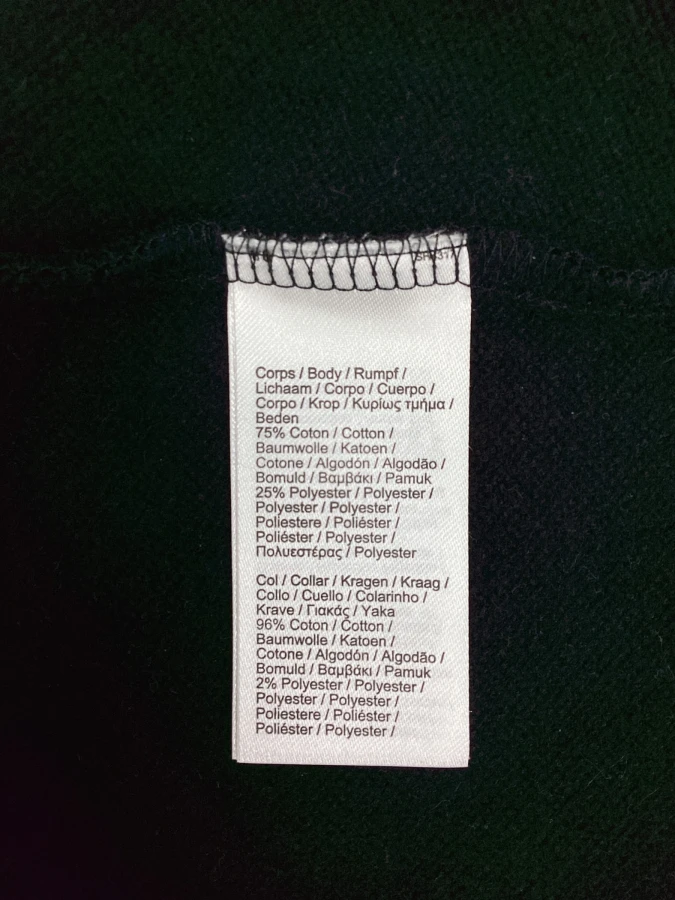 Corps / Body / Rumpf /
Lichaam / Corpo / Cuerpo /
Corpo / Krop / Κυρίως τμήμα /
Beden
75% Coton / Cotton /
Baumwolle / Katoen /
Cotone / Algodón / Algodão /
Bomuld / Βαμβάκι / Pamuk
25% Polyester / Polyester /
Polyester / Polyester /
Poliestere / Poliéster /
Poliéster / Polyester /
Πολυεστέρας / Polyester
Col / Collar / Kragen / Kraag /
Collo / Cuello / Colarinho /
Krave / Γιακάς / Yaka
96% Coton / Cotton /
Baumwolle / Katoen /
Cotone / Algodón / Algodão /
Bomuld / Βαμβάκι / Pamuk
2% Polyester / Polyester /
Polyester / Polyester /
Poliestere / Poliéster /
Poliéster / Polyester /